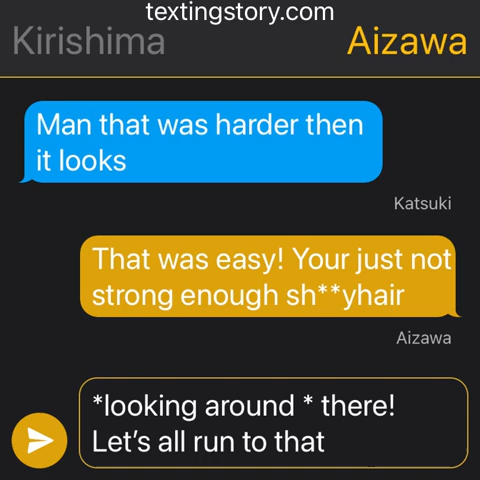 textingstory.com
Kirishima Aizawa
Man that was harder then
it looks
Katsuki
That was easy! Your just not
strong enough sh**yhair
Aizawa
*looking around * there!
Let’s all run to that